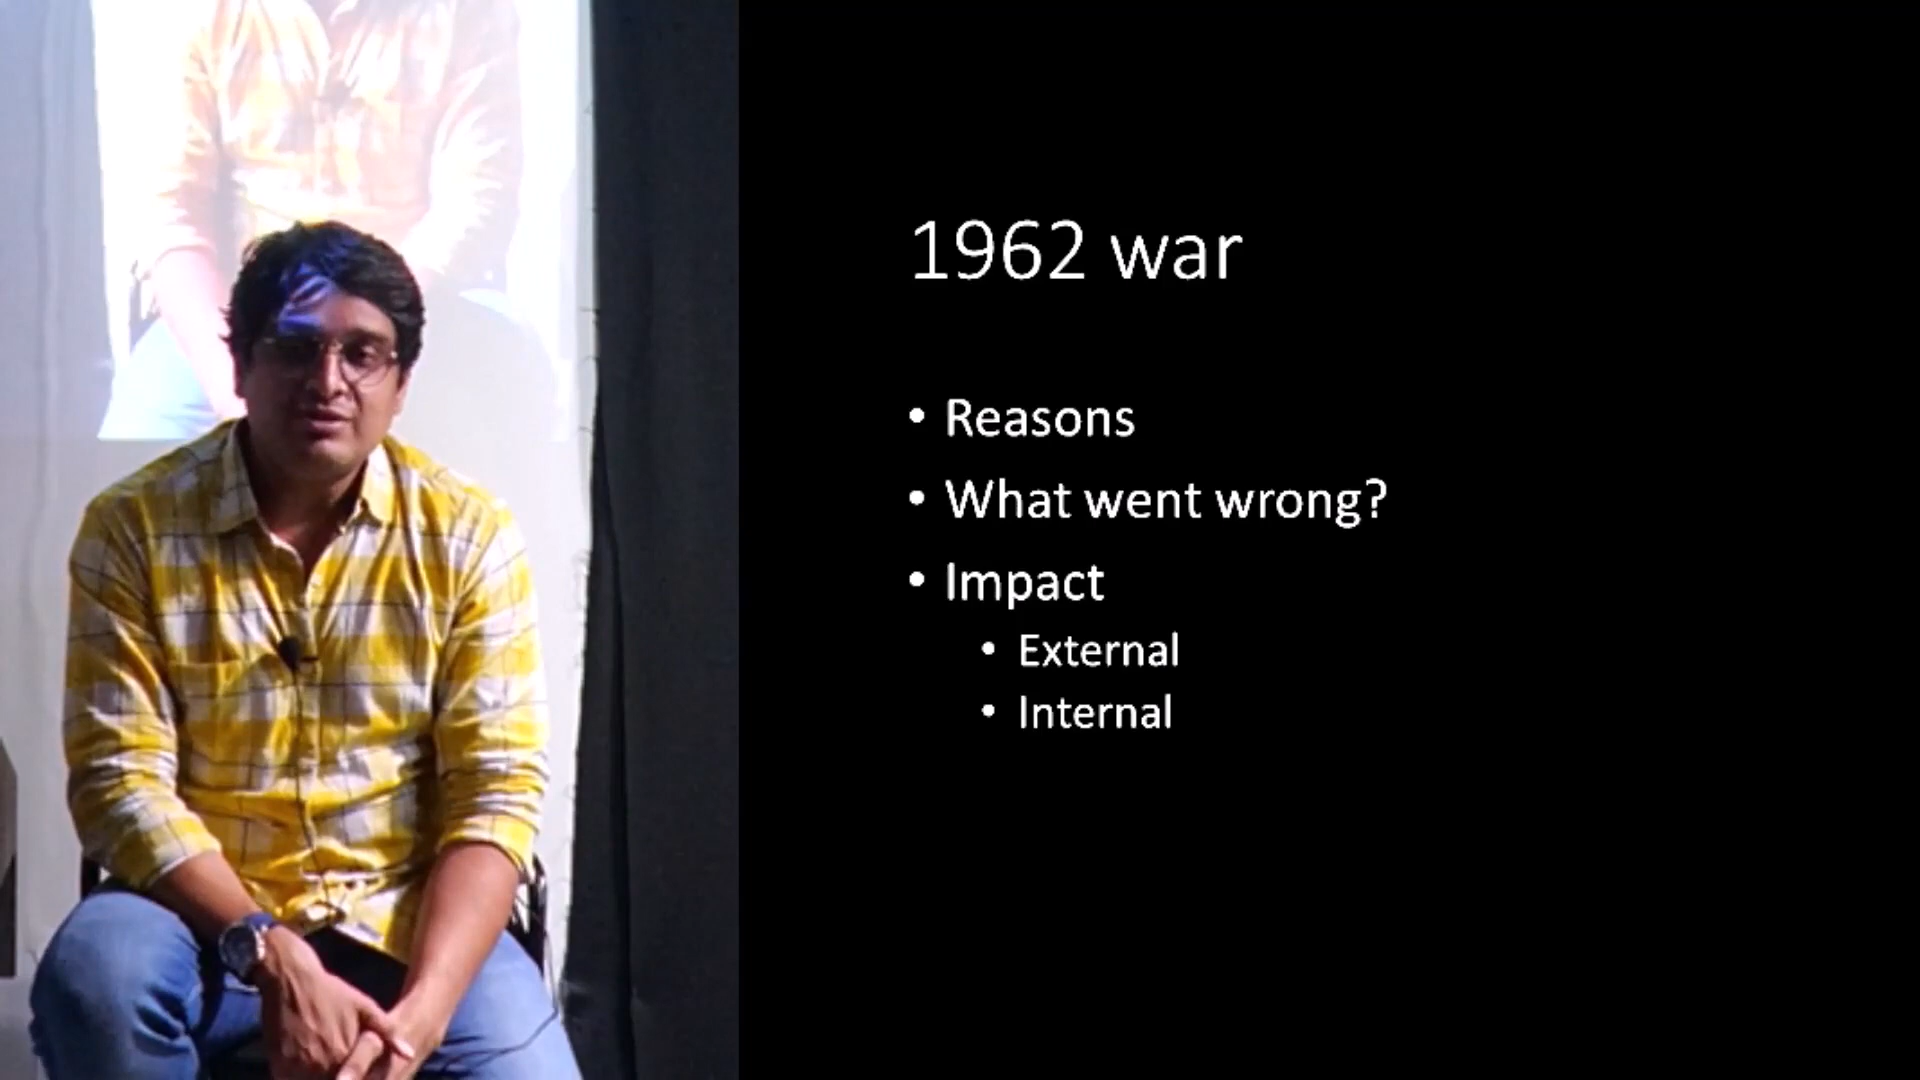 1962 war
• Reasons
• What went wrong?
• Impact
• External
• Internal